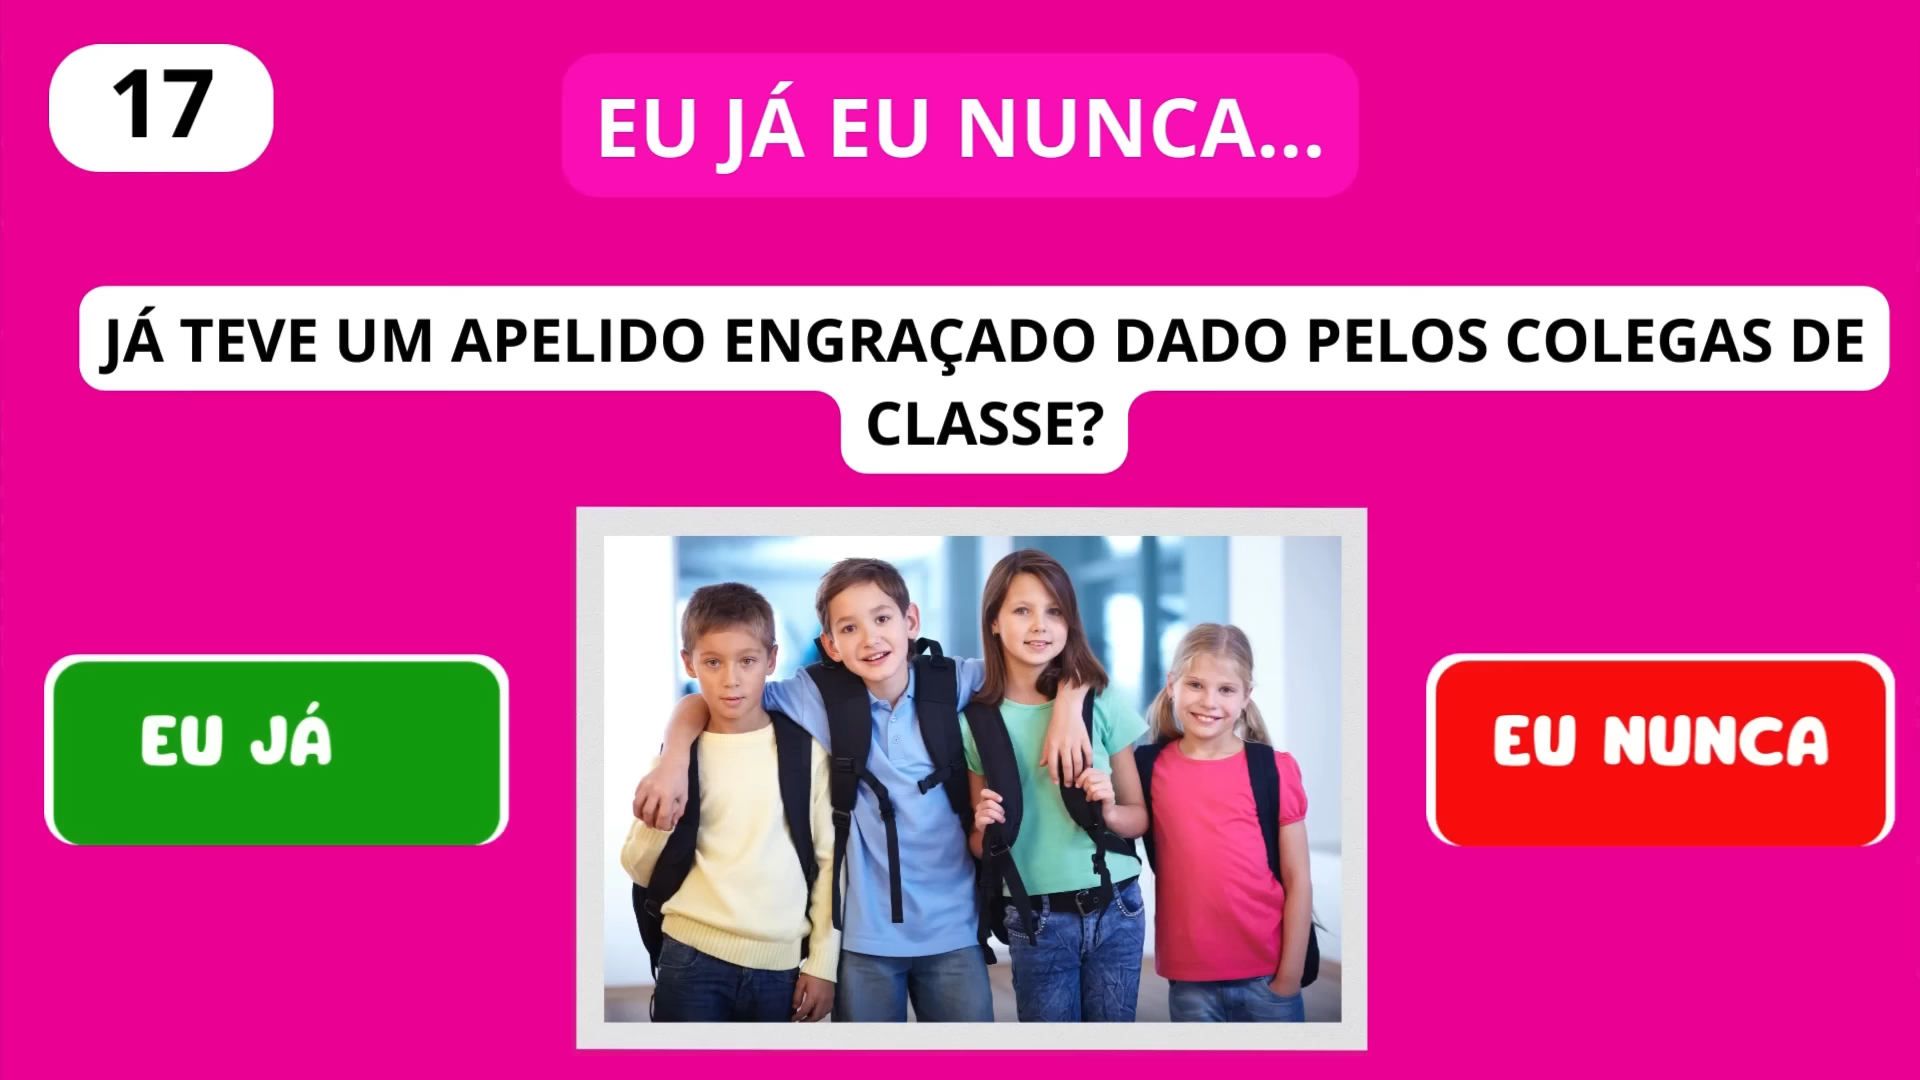 17
EU JÁ EU NUNCA...
JÁ TEVE UM APELIDO ENGRAÇADO DADO PELOS COLEGAS DE
CLASSE?
EU JÁ
EU NUNCA